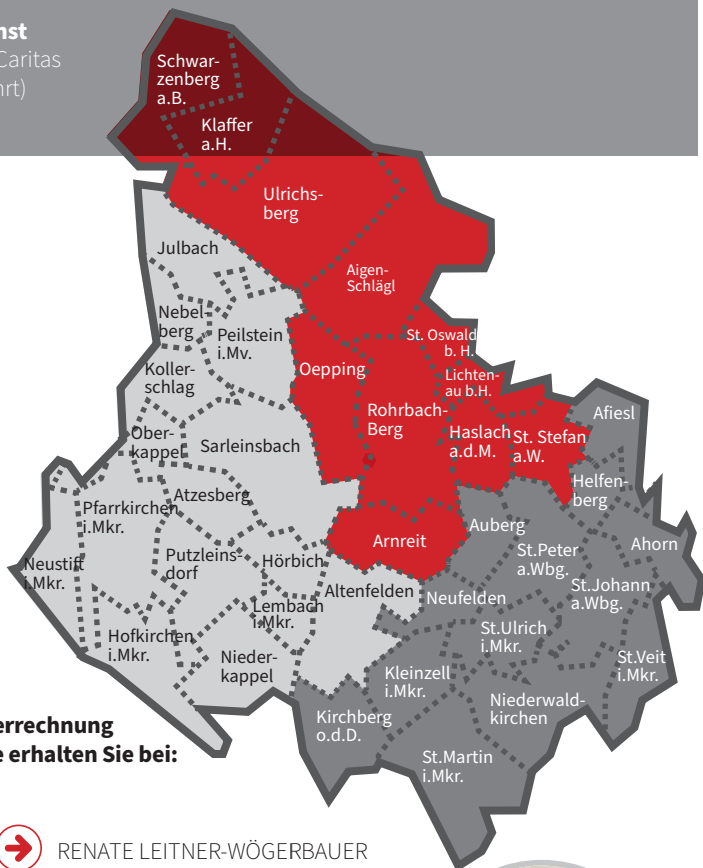 nst
Caritas
rt)
Schwar-
zenberg
a.B.
Klaffer
a.H.
Ulrichs-
berg
Julbach
Aigen-
Schlägl
Nebel-
berg
Peilstein
i.Mv.
St. Oswald
b. H.
Oepping
Lichten-
au b.H.
Koller-
schlag
Rohrbach-
Berg
Afiesl
Ober-
kappel
Sarleinsbach
Haslach
a.d.M.
St. Stefan
a.W.
Helfen-
berg
Atzesberg
Pfarrkirchen
i.Mkr.
Auberg
Arnreit
Ahorn
St.Peter
a.Wbg.
Putzleins-
dorf
Hörbich
Neustift
i.Mkr.
Altenfelden
Neufelden
St.Johann
a.Wbg.
Lembach
i.Mkr.
St.Ulrich
i.Mkr.
Hofkirchen
i.Mkr.
Nieder-
kappel
Kleinzell
i.Mkr.
St.Veit
i.Mkr.
Niederwald-
kirchen
Kirchberg
o.d.D.
St.Martin
i.Mkr.
errechnung
e erhalten Sie bei:
RENATE LEITNER-WÖGERBAUER